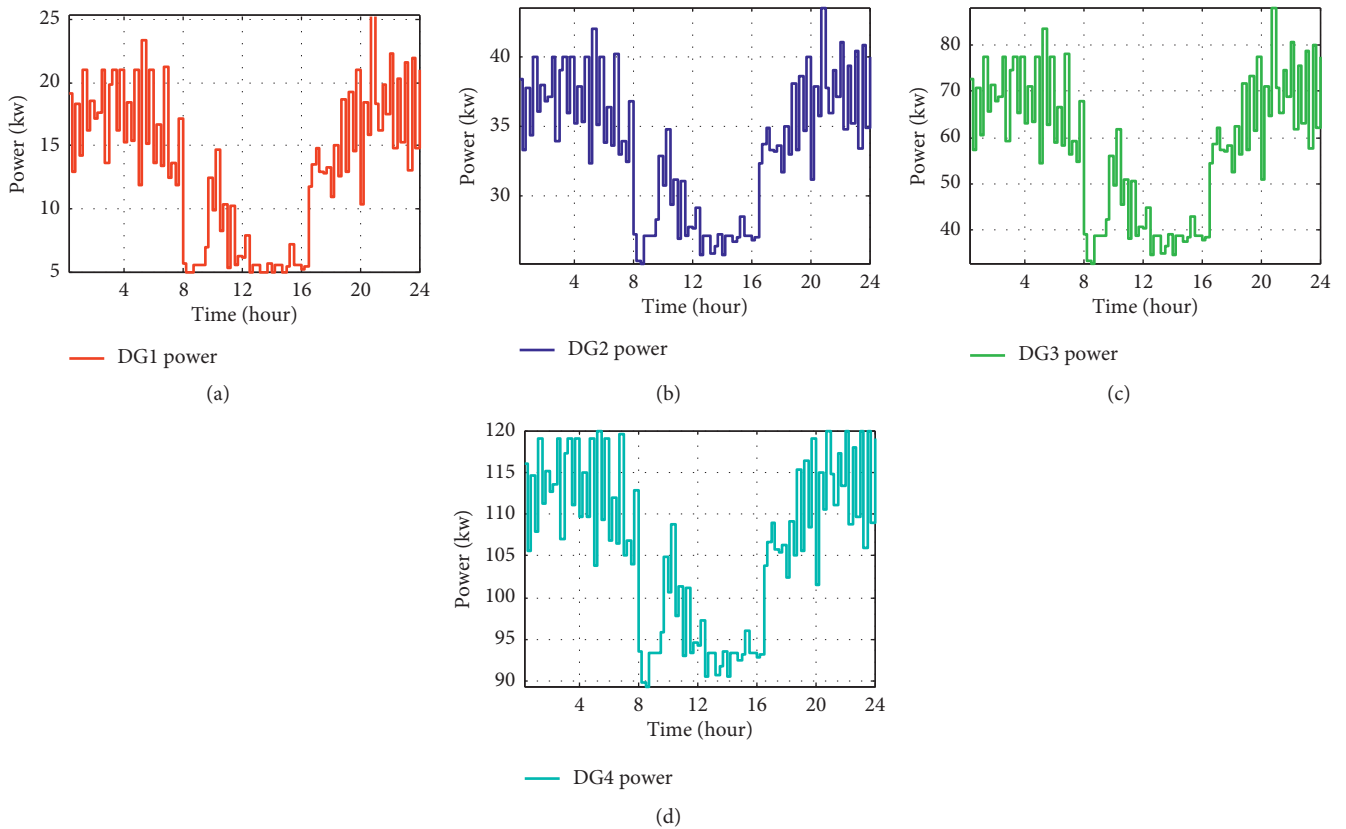 25
20
15
10
5
Power (kw)
4 8 12 16 20 24
Time (hour)
DG1 power
(a)
40
35
30
Power (kw)
4 8 12 16 20 24
Time (hour)
DG2 power
(b)
80
70
60
50
40
Power (kw)
4 8 12 16 20 24
Time (hour)
DG3 power
(c)
120
115
110
105
100
95
90
Power (kw)
4 8 12 16 20 24
Time (hour)
DG4 power
(d)